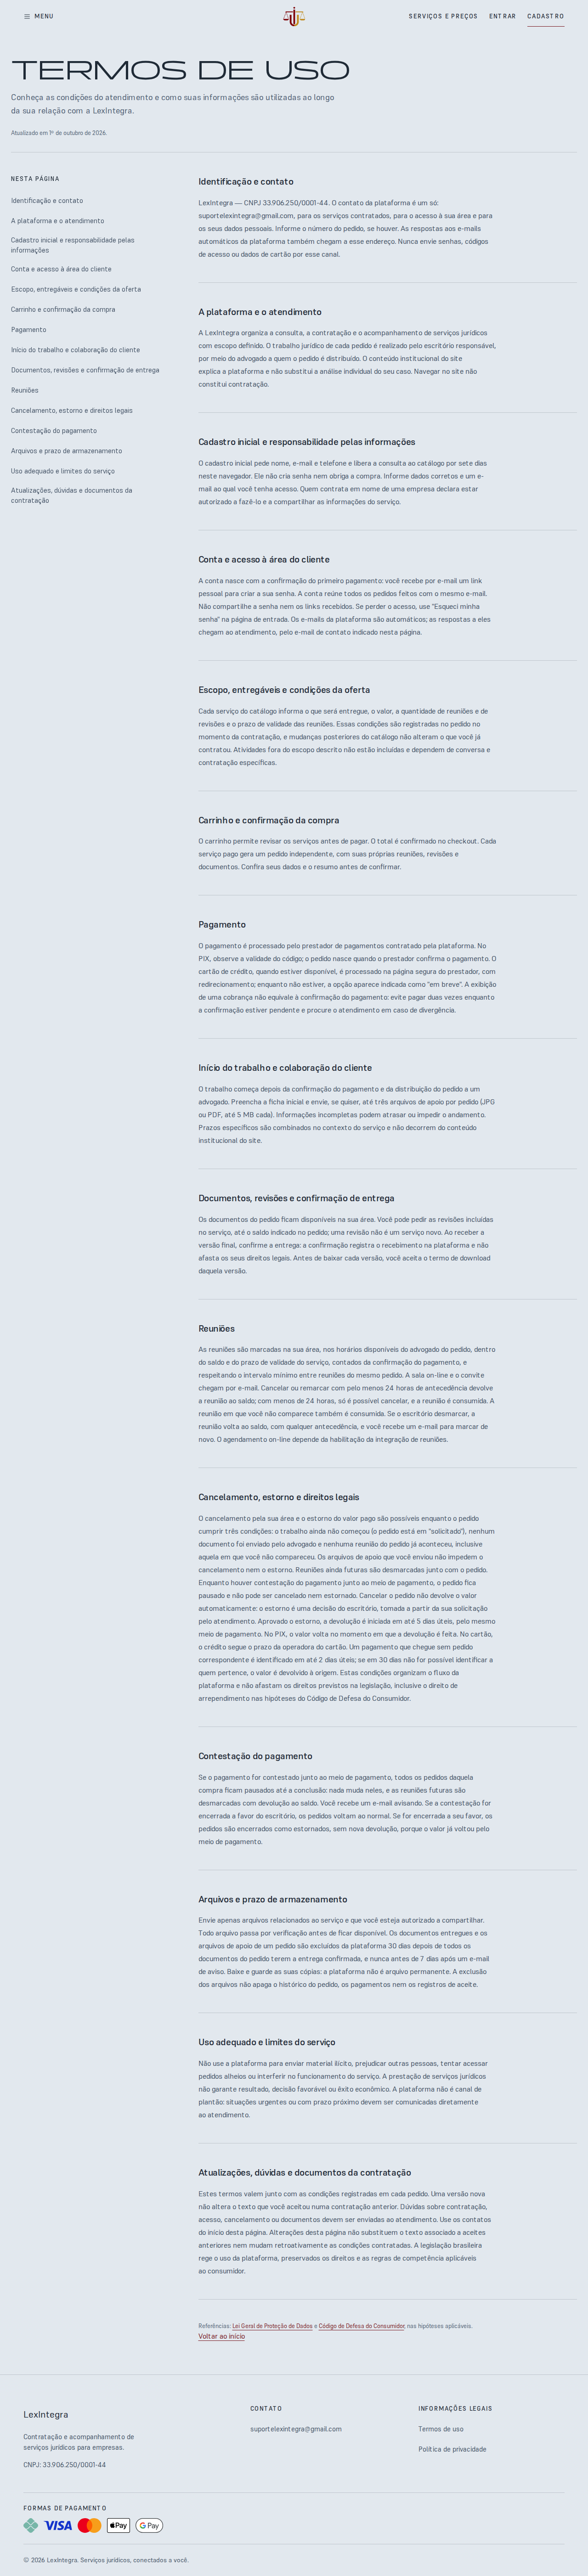 MENU
SERVIÇOS E PREÇOS
ENTRAR
CADASTRO
TERMOS DE USO
Conheça as condições do atendimento e como suas informações são utilizadas ao longo
da sua relação com a LexIntegra.
Atualizado em 1º de outubro de 2026.
NESTA PÁGINA
Identificação e contato
A plataforma e o atendimento
Cadastro inicial e responsabilidade pelas
informações
Conta e acesso à área do cliente
Escopo, entregáveis e condições da oferta
Carrinho e confirmação da compra
Pagamento
Início do trabalho e colaboração do cliente
Documentos, revisões e confirmação de entrega
Reuniões
Cancelamento, estorno e direitos legais
Contestação do pagamento
Arquivos e prazo de armazenamento
Uso adequado e limites do serviço
Atualizações, dúvidas e documentos da
contratação
Identificação e contato
LexIntegra — CNPJ 33.906.250/0001-44. O contato da plataforma é um só:
suportelexintegra@gmail.com, para os serviços contratados, para o acesso à sua área e para
os seus dados pessoais. Informe o número do pedido, se houver. As respostas aos e-mails
automáticos da plataforma também chegam a esse endereço. Nunca envie senhas, códigos
de acesso ou dados de cartão por esse canal.
A plataforma e o atendimento
A LexIntegra organiza a consulta, a contratação e o acompanhamento de serviços jurídicos
com escopo definido. O trabalho jurídico de cada pedido é realizado pelo escritório responsável,
por meio do advogado a quem o pedido é distribuído. O conteúdo institucional do site
explica a plataforma e não substitui a análise individual do seu caso. Navegar no site não
constitui contratação.
Cadastro inicial e responsabilidade pelas informações
O cadastro inicial pede nome, e-mail e telefone e libera a consulta ao catálogo por sete dias
neste navegador. Ele não cria senha nem obriga a compra. Informe dados corretos e um e-
mail ao qual você tenha acesso. Quem contrata em nome de uma empresa declara estar
autorizado a fazê-lo e a compartilhar as informações do serviço.
Conta e acesso à área do cliente
A conta nasce com a confirmação do primeiro pagamento: você recebe por e-mail um link
pessoal para criar a sua senha. A conta reúne todos os pedidos feitos com o mesmo e-mail.
Não compartilhe a senha nem os links recebidos. Se perder o acesso, use "Esqueci minha
senha" na página de entrada. Os e-mails da plataforma são automáticos; as respostas a eles
chegam ao atendimento, pelo e-mail de contato indicado nesta página.
Escopo, entregáveis e condições da oferta
Cada serviço do catálogo informa o que será entregue, o valor, a quantidade de reuniões e de
revisões e o prazo de validade das reuniões. Essas condições são registradas no pedido no
momento da contratação, e mudanças posteriores do catálogo não alteram o que você já
contratou. Atividades fora do escopo descrito não estão incluídas e dependem de conversa e
contratação específicas.
Carrinho e confirmação da compra
O carrinho permite revisar os serviços antes de pagar. O total é confirmado no checkout. Cada
serviço pago gera um pedido independente, com suas próprias reuniões, revisões e
documentos. Confira seus dados e o resumo antes de confirmar.
Pagamento
O pagamento é processado pelo prestador de pagamentos contratado pela plataforma. No
PIX, observe a validade do código; o pedido nasce quando o prestador confirma o pagamento. O
cartão de crédito, quando estiver disponível, é processado na página segura do prestador, com
redirecionamento; enquanto não estiver, a opção aparece indicada como "em breve". A exibição
de uma cobrança não equivale à confirmação do pagamento: evite pagar duas vezes enquanto
a confirmação estiver pendente e procure o atendimento em caso de divergência.
Início do trabalho e colaboração do cliente
O trabalho começa depois da confirmação do pagamento e da distribuição do pedido a um
advogado. Preencha a ficha inicial e envie, se quiser, até três arquivos de apoio por pedido (JPG
ou PDF, até 5 MB cada). Informações incompletas podem atrasar ou impedir o andamento.
Prazos específicos são combinados no contexto do serviço e não decorrem do conteúdo
institucional do site.
Documentos, revisões e confirmação de entrega
Os documentos do pedido ficam disponíveis na sua área. Você pode pedir as revisões incluídas
no serviço, até o saldo indicado no pedido; uma revisão não é um serviço novo. Ao receber a
versão final, confirme a entrega: a confirmação registra o recebimento na plataforma e não
afasta os seus direitos legais. Antes de baixar cada versão, você aceita o termo de download
daquela versão.
Reuniões
As reuniões são marcadas na sua área, nos horários disponíveis do advogado do pedido, dentro
do saldo e do prazo de validade do serviço, contados da confirmação do pagamento, e
respeitando o intervalo mínimo entre reuniões do mesmo pedido. A sala on-line e o convite
chegam por e-mail. Cancelar ou remarcar com pelo menos 24 horas de antecedência devolve
a reunião ao saldo; com menos de 24 horas, só é possível cancelar, e a reunião é consumida. A
reunião em que você não comparece também é consumida. Se o escritório desmarcar, a
reunião volta ao saldo, com qualquer antecedência, e você recebe um e-mail para marcar de
novo. O agendamento on-line depende da habilitação da integração de reuniões.
Cancelamento, estorno e direitos legais
O cancelamento pela sua área e o estorno do valor pago são possíveis enquanto o pedido
cumprir três condições: o trabalho ainda não começou (o pedido está em "solicitado"), nenhum
documento foi enviado pelo advogado e nenhuma reunião do pedido já aconteceu, inclusive
aquela em que você não compareceu. Os arquivos de apoio que você enviou não impedem o
cancelamento nem o estorno. Reuniões ainda futuras são desmarcadas junto com o pedido.
Enquanto houver contestação do pagamento junto ao meio de pagamento, o pedido fica
pausado e não pode ser cancelado nem estornado. Cancelar o pedido não devolve o valor
automaticamente: o estorno é uma decisão do escritório, tomada a partir da sua solicitação
pelo atendimento. Aprovado o estorno, a devolução é iniciada em até 5 dias úteis, pelo mesmo
meio de pagamento. No PIX, o valor volta no momento em que a devolução é feita. No cartão,
o crédito segue o prazo da operadora do cartão. Um pagamento que chegue sem pedido
correspondente é identificado em até 2 dias úteis; se em 30 dias não for possível identificar a
quem pertence, o valor é devolvido à origem. Estas condições organizam o fluxo da
plataforma e não afastam os direitos previstos na legislação, inclusive o direito de
arrependimento nas hipóteses do Código de Defesa do Consumidor.
Contestação do pagamento
Se o pagamento for contestado junto ao meio de pagamento, todos os pedidos daquela
compra ficam pausados até a conclusão: nada muda neles, e as reuniões futuras são
desmarcadas com devolução ao saldo. Você recebe um e-mail avisando. Se a contestação for
encerrada a favor do escritório, os pedidos voltam ao normal. Se for encerrada a seu favor, os
pedidos são encerrados como estornados, sem nova devolução, porque o valor já voltou pelo
meio de pagamento.
Arquivos e prazo de armazenamento
Envie apenas arquivos relacionados ao serviço e que você esteja autorizado a compartilhar.
Todo arquivo passa por verificação antes de ficar disponível. Os documentos entregues e os
arquivos de apoio de um pedido são excluídos da plataforma 30 dias depois de todos os
documentos do pedido terem a entrega confirmada, e nunca antes de 7 dias após um e-mail
de aviso. Baixe e guarde as suas cópias: a plataforma não é arquivo permanente. A exclusão
dos arquivos não apaga o histórico do pedido, os pagamentos nem os registros de aceite.
Uso adequado e limites do serviço
Não use a plataforma para enviar material ilícito, prejudicar outras pessoas, tentar acessar
pedidos alheios ou interferir no funcionamento do serviço. A prestação de serviços jurídicos
não garante resultado, decisão favorável ou êxito econômico. A plataforma não é canal de
plantão: situações urgentes ou com prazo próximo devem ser comunicadas diretamente
ao atendimento.
Atualizações, dúvidas e documentos da contratação
Estes termos valem junto com as condições registradas em cada pedido. Uma versão nova
não altera o texto que você aceitou numa contratação anterior. Dúvidas sobre contratação,
acesso, cancelamento ou documentos devem ser enviadas ao atendimento. Use os contatos
do início desta página. Alterações desta página não substituem o texto associado a aceites
anteriores nem mudam retroativamente as condições contratadas. A legislação brasileira
rege o uso da plataforma, preservados os direitos e as regras de competência aplicáveis
ao consumidor.
Referências: Lei Geral de Proteção de Dados e Código de Defesa do Consumidor, nas hipóteses aplicáveis.
Voltar ao início
LexIntegra
Contratação e acompanhamento de
serviços jurídicos para empresas.
CNPJ: 33.906.250/0001-44
CONTATO
suportelexintegra@gmail.com
INFORMAÇÕES LEGAIS
Termos de uso
Política de privacidade
FORMAS DE PAGAMENTO
VISA
Pay
G Pay
© 2026 LexIntegra. Serviços jurídicos, conectados a você.